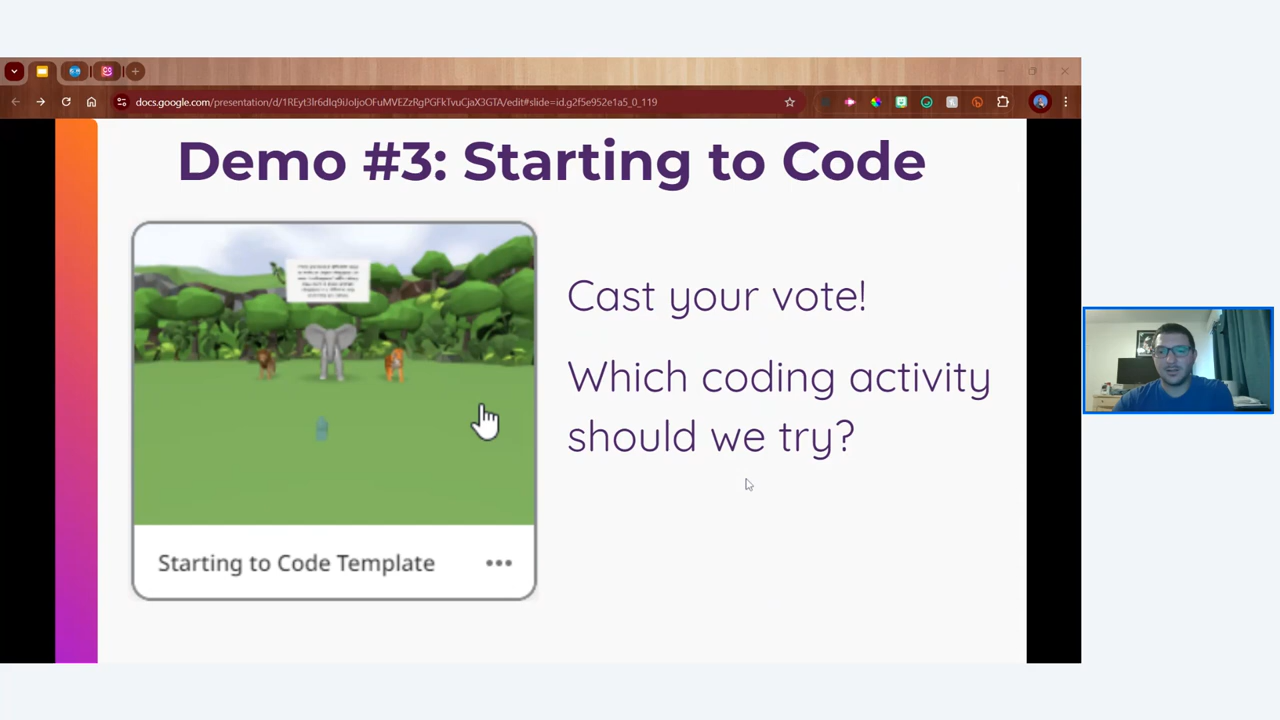 docs.google.com/presentation/d/1REyt3lr6dlq9iJoIjoOFuMVEZzRgPGFkTvuCjaX3GTA/edit#slide=id.g2f5e952e1a5_0_119
Demo #3: Starting to Code
Cast your vote!
Which coding activity
should we try?
Starting to Code Template